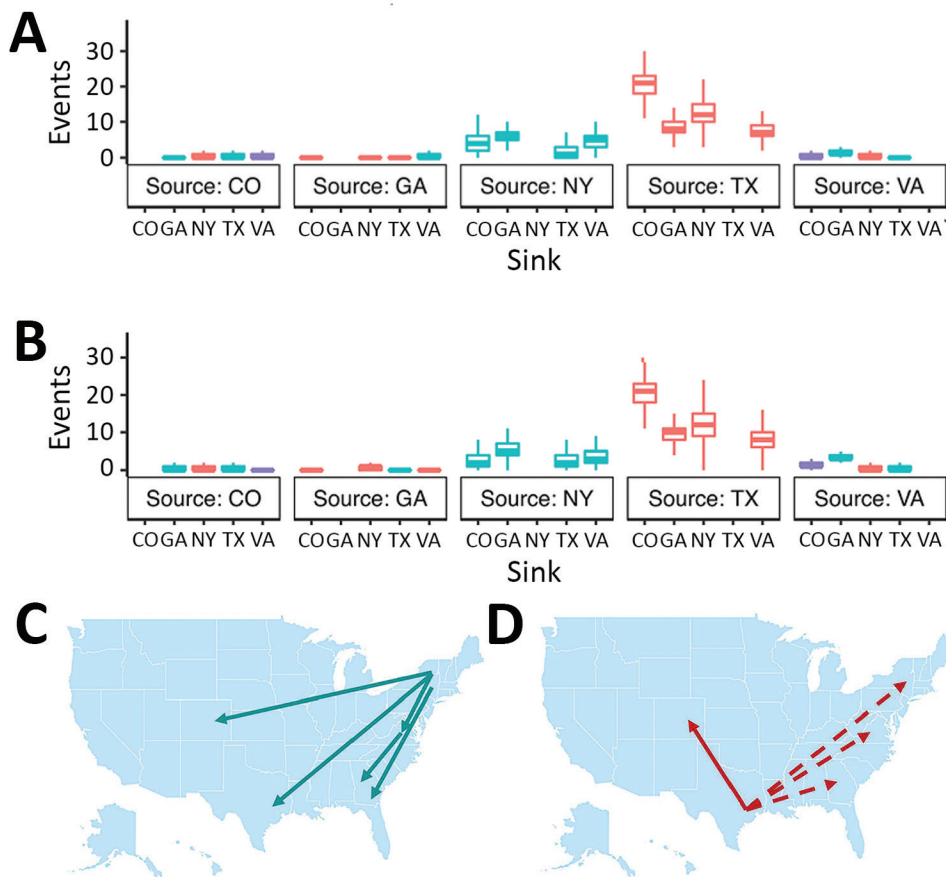 A
Events
30
20
10
0
Source: CO Source: GA Source: NY Source: TX Source: VA
CO GA NY TX VA CO GA NY TX VA CO GA NY TX VA CO GA NY TX VA CO GA NY TX VA
Sink
B
Events
30
20
10
0
Source: CO Source: GA Source: NY Source: TX Source: VA
CO GA NY TX VA CO GA NY TX VA CO GA NY TX VA CO GA NY TX VA CO GA NY TX VA
Sink
C D